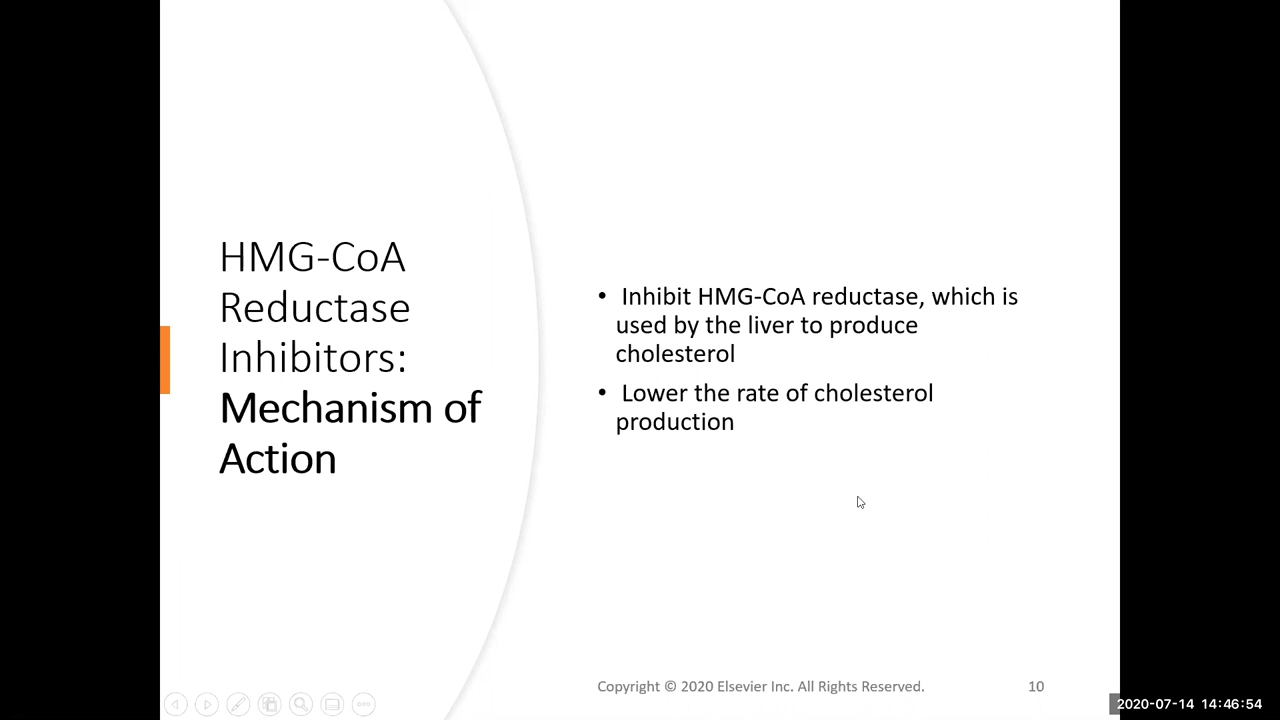 HMG-CoA
Reductase
Inhibitors:
Mechanism of
Action
• Inhibit HMG-CoA reductase, which is
used by the liver to produce
cholesterol
• Lower the rate of cholesterol
production
Copyright © 2020 Elsevier Inc. All Rights Reserved.
10
2020-07-14 14:46:54